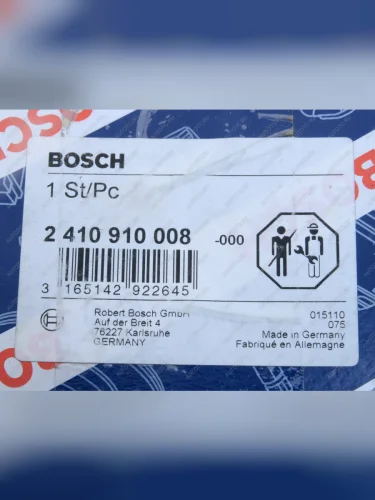 BOSCH
1 St/Pc
2 410 910 008 -000
3 165142 922645
Robert Bosch GmbH
Auf der Breit 4
76227 Karlsruhe
GERMANY
015110
075
Made in Germany
Fabriqué en Allemagne